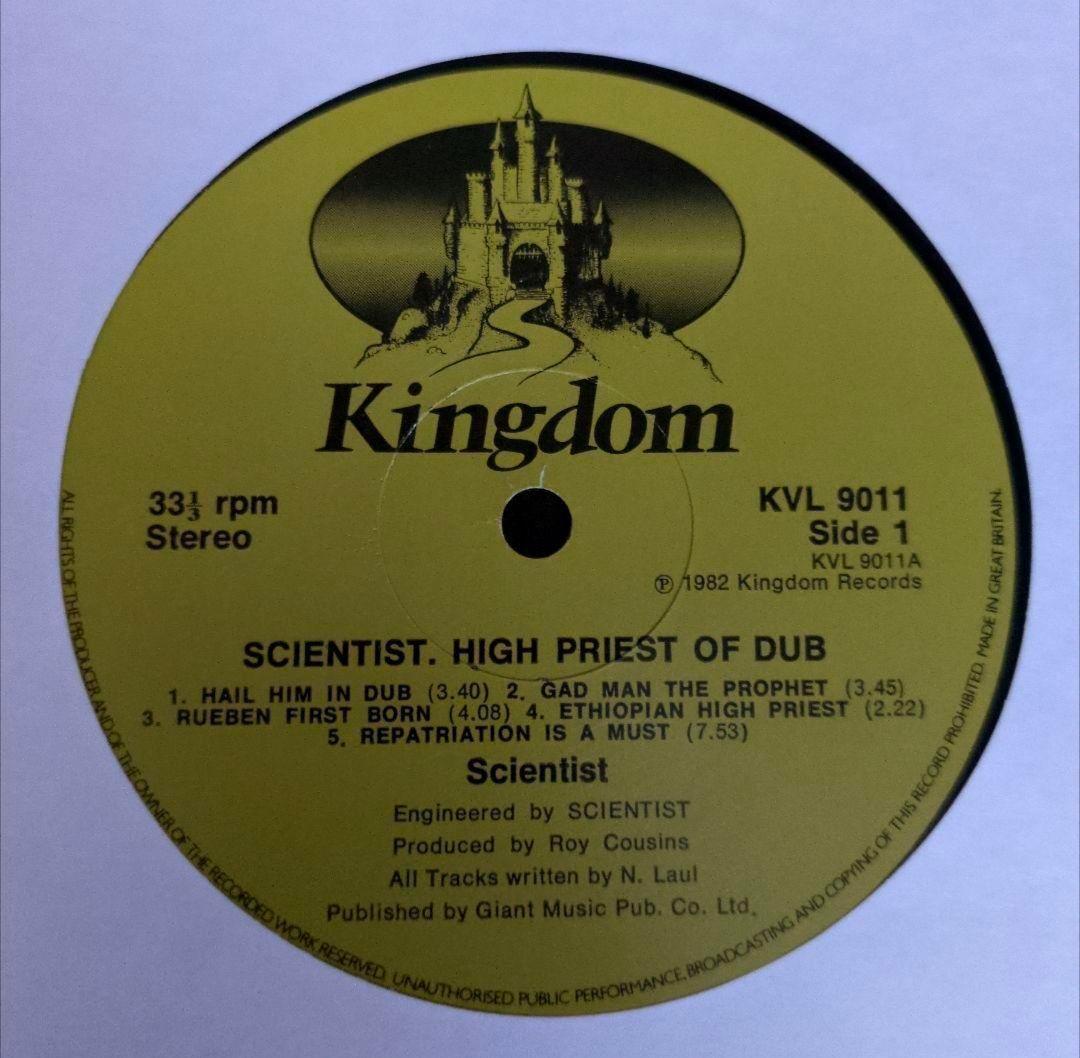 Kingdom
33⅓ rpm
Stereo
KVL 9011
Side 1
KVL 9011A
℗ 1982 Kingdom Records
SCIENTIST. HIGH PRIEST OF DUB
1. HAIL HIM IN DUB (3.40) 2. GAD MAN THE PROPHET (3.45)
3. RUEBEN FIRST BORN (4.08) 4. ETHIOPIAN HIGH PRIEST (2.22)
5. REPATRIATION IS A MUST (7.53)
Scientist
Engineered by SCIENTIST
Produced by Roy Cousins
All Tracks written by N. Laul
Published by Giant Music Pub. Co. Ltd.
ALL RIGHTS OF THE PRODUCER AND OF THE OWNER OF THE RECORDED WORK RESERVED. UNAUTHORISED PUBLIC PERFORMANCE, BROADCASTING AND COPYING OF THIS RECORD PROHIBITED. MADE IN GREAT BRITAIN.